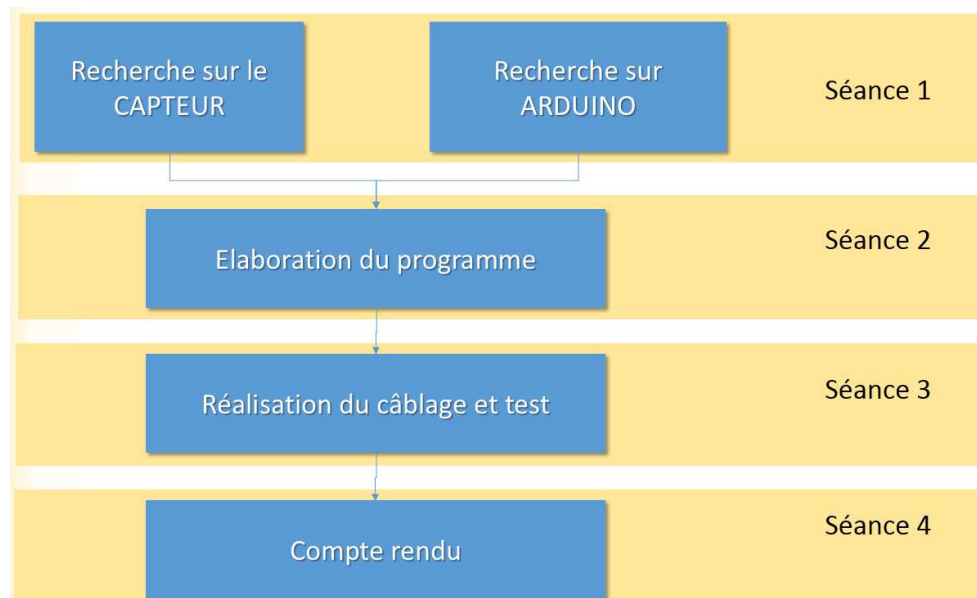 Recherche sur le
CAPTEUR
Recherche sur
ARDUINO
Séance 1
Elaboration du programme
Séance 2
Réalisation du câblage et test
Séance 3
Compte rendu
Séance 4